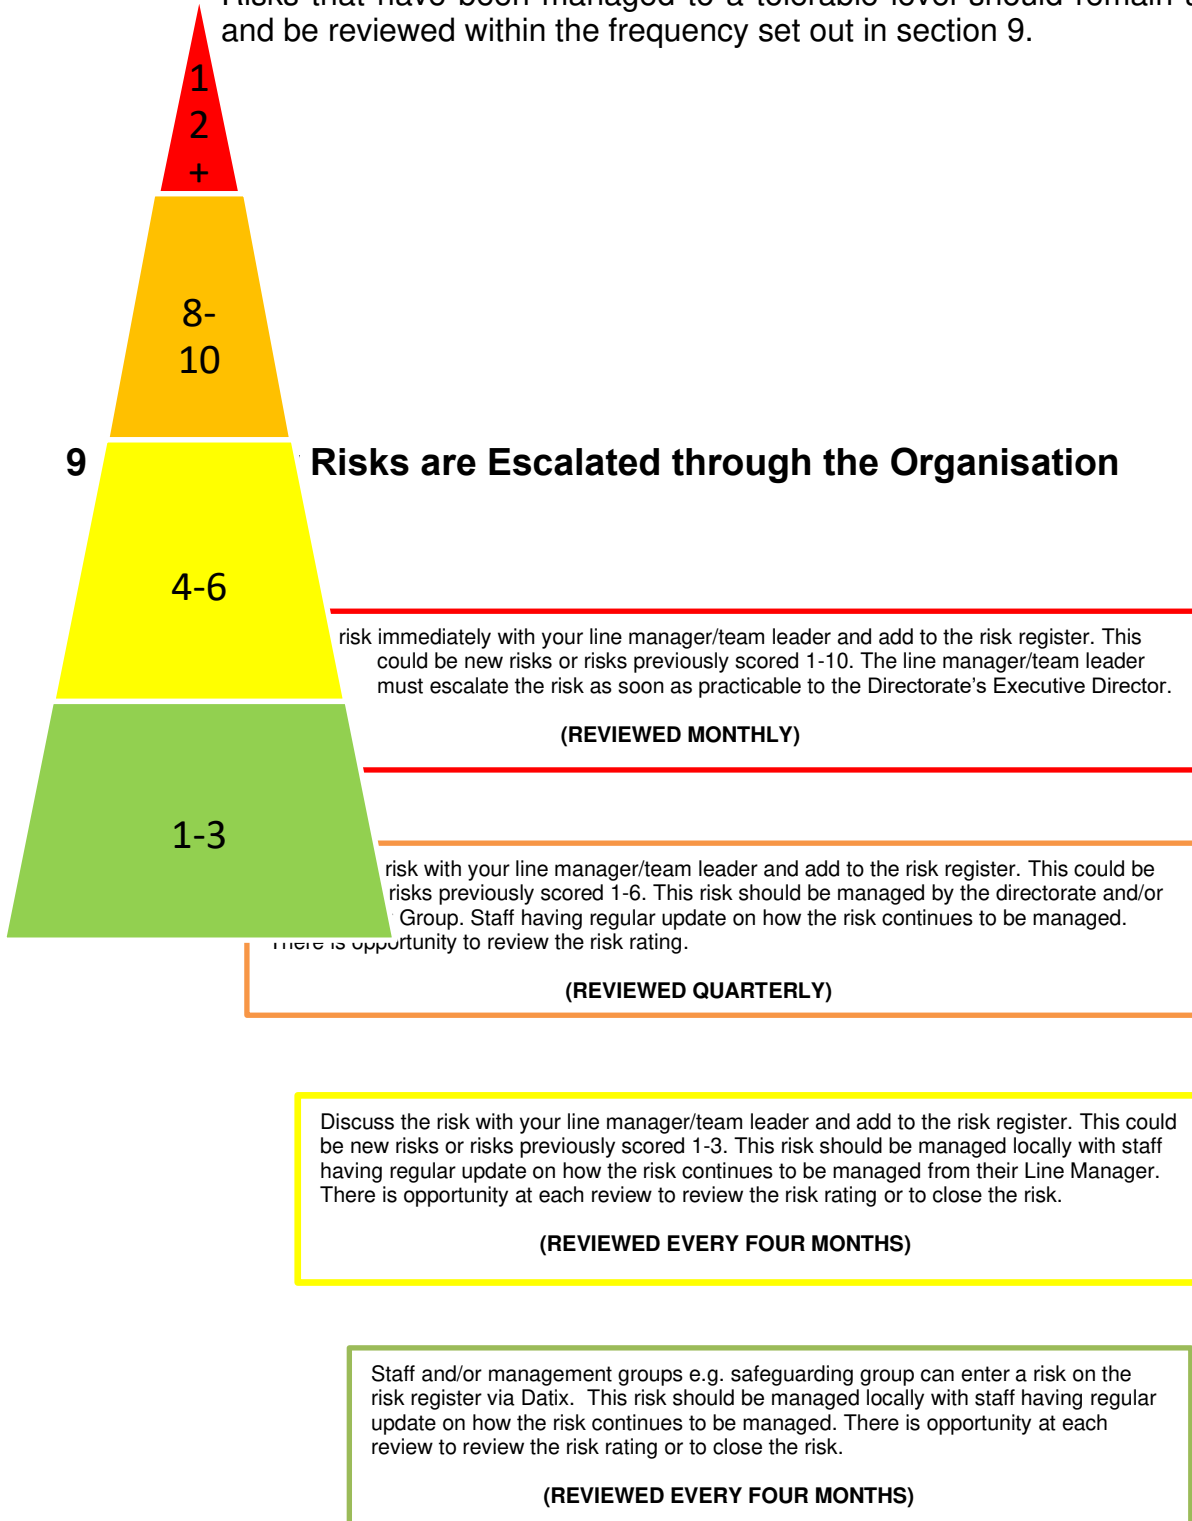 Risks that have been managed to a tolerable level should remain
and be reviewed within the frequency set out in section 9.
1
2
+
8-
10
9 Risks are Escalated through the Organisation
4-6
risk immediately with your line manager/team leader and add to the risk register. This
could be new risks or risks previously scored 1-10. The line manager/team leader
must escalate the risk as soon as practicable to the Directorate’s Executive Director.
(REVIEWED MONTHLY)
1-3
risk with your line manager/team leader and add to the risk register. This could be
risks previously scored 1-6. This risk should be managed by the directorate and/or
Group. Staff having regular update on how the risk continues to be managed.
There is opportunity to review the risk rating.
(REVIEWED QUARTERLY)
Discuss the risk with your line manager/team leader and add to the risk register. This could
be new risks or risks previously scored 1-3. This risk should be managed locally with staff
having regular update on how the risk continues to be managed from their Line Manager.
There is opportunity at each review to review the risk rating or to close the risk.
(REVIEWED EVERY FOUR MONTHS)
Staff and/or management groups e.g. safeguarding group can enter a risk on the
risk register via Datix. This risk should be managed locally with staff having regular
update on how the risk continues to be managed. There is opportunity at each
review to review the risk rating or to close the risk.
(REVIEWED EVERY FOUR MONTHS)